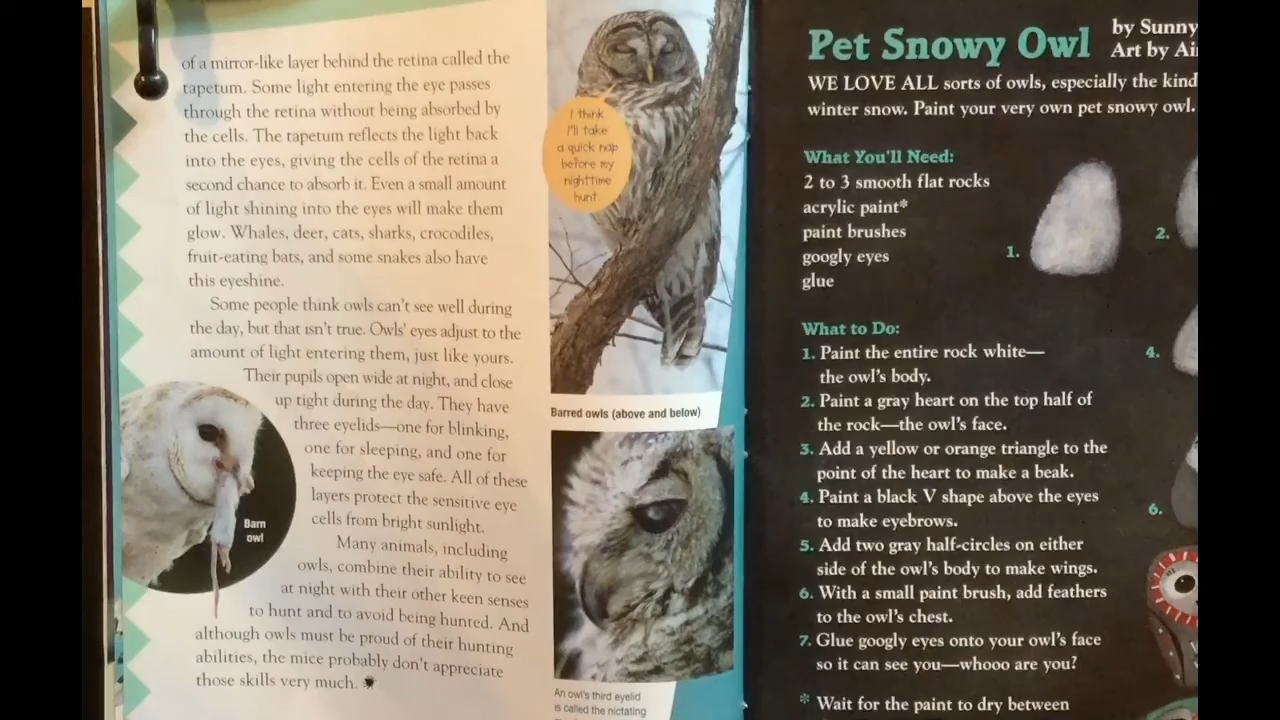 of a mirror-like layer behind the retina called the
tapetum. Some light entering the eye passes
through the retina without being absorbed by
the cells. The tapetum reflects the light back
into the eyes, giving the cells of the retina a
second chance to absorb it. Even a small amount
of light shining into the eyes will make them
glow. Whales, deer, cats, sharks, crocodiles,
fruit-eating bats, and some snakes also have
this eyeshine.
Some people think owls can't see well during
the day, but that isn't true. Owls' eyes adjust to the
amount of light entering them, just like yours.
Their pupils open wide at night, and close
up tight during the day. They have
three eyelids—one for blinking,
one for sleeping, and one for
keeping the eye safe. All of these
layers protect the sensitive eye
cells from bright sunlight.
Many animals, including
owls, combine their ability to see
at night with their other keen senses
to hunt and to avoid being hunted. And
although owls must be proud of their hunting
abilities, the mice probably don't appreciate
those skills very much.
Barn
owl
I think
I'll take
a quick nap
before my
nighttime
hunt.
Barred owls (above and below)
An owl's third eyelid
is called the nictating
Pet Snowy Owl
by Sunny
Art by
WE LOVE ALL sorts of owls, especially the kind
winter snow. Paint your very own pet snowy owl.
What You'll Need:
2 to 3 smooth flat rocks
acrylic paint*
paint brushes
googly eyes
glue
1.
2.
4.
6.
What to Do:
1. Paint the entire rock white—
the owl's body.
2. Paint a gray heart on the top half of
the rock—the owl's face.
3. Add a yellow or orange triangle to the
point of the heart to make a beak.
4. Paint a black V shape above the eyes
to make eyebrows.
5. Add two gray half-circles on either
side of the owl's body to make wings.
6. With a small paint brush, add feathers
to the owl's chest.
7. Glue googly eyes onto your owl's face
so it can see you—whooo are you?
* Wait for the paint to dry between